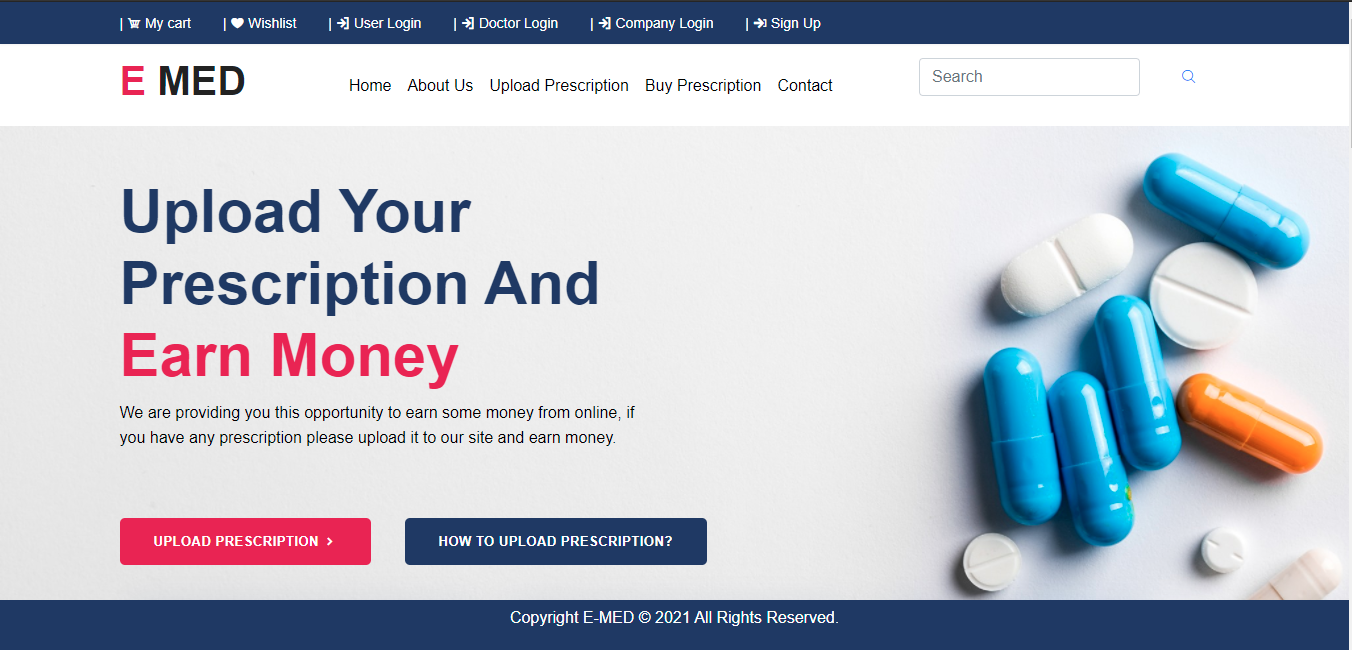 | My cart | Wishlist | User Login | Doctor Login | Company Login | Sign Up
E MED
Home About Us Upload Prescription Buy Prescription Contact
Search
Upload Your
Prescription And
Earn Money
We are providing you this opportunity to earn some money from online, if
you have any prescription please upload it to our site and earn money.
UPLOAD PRESCRIPTION >
HOW TO UPLOAD PRESCRIPTION?
Copyright E-MED © 2021 All Rights Reserved.